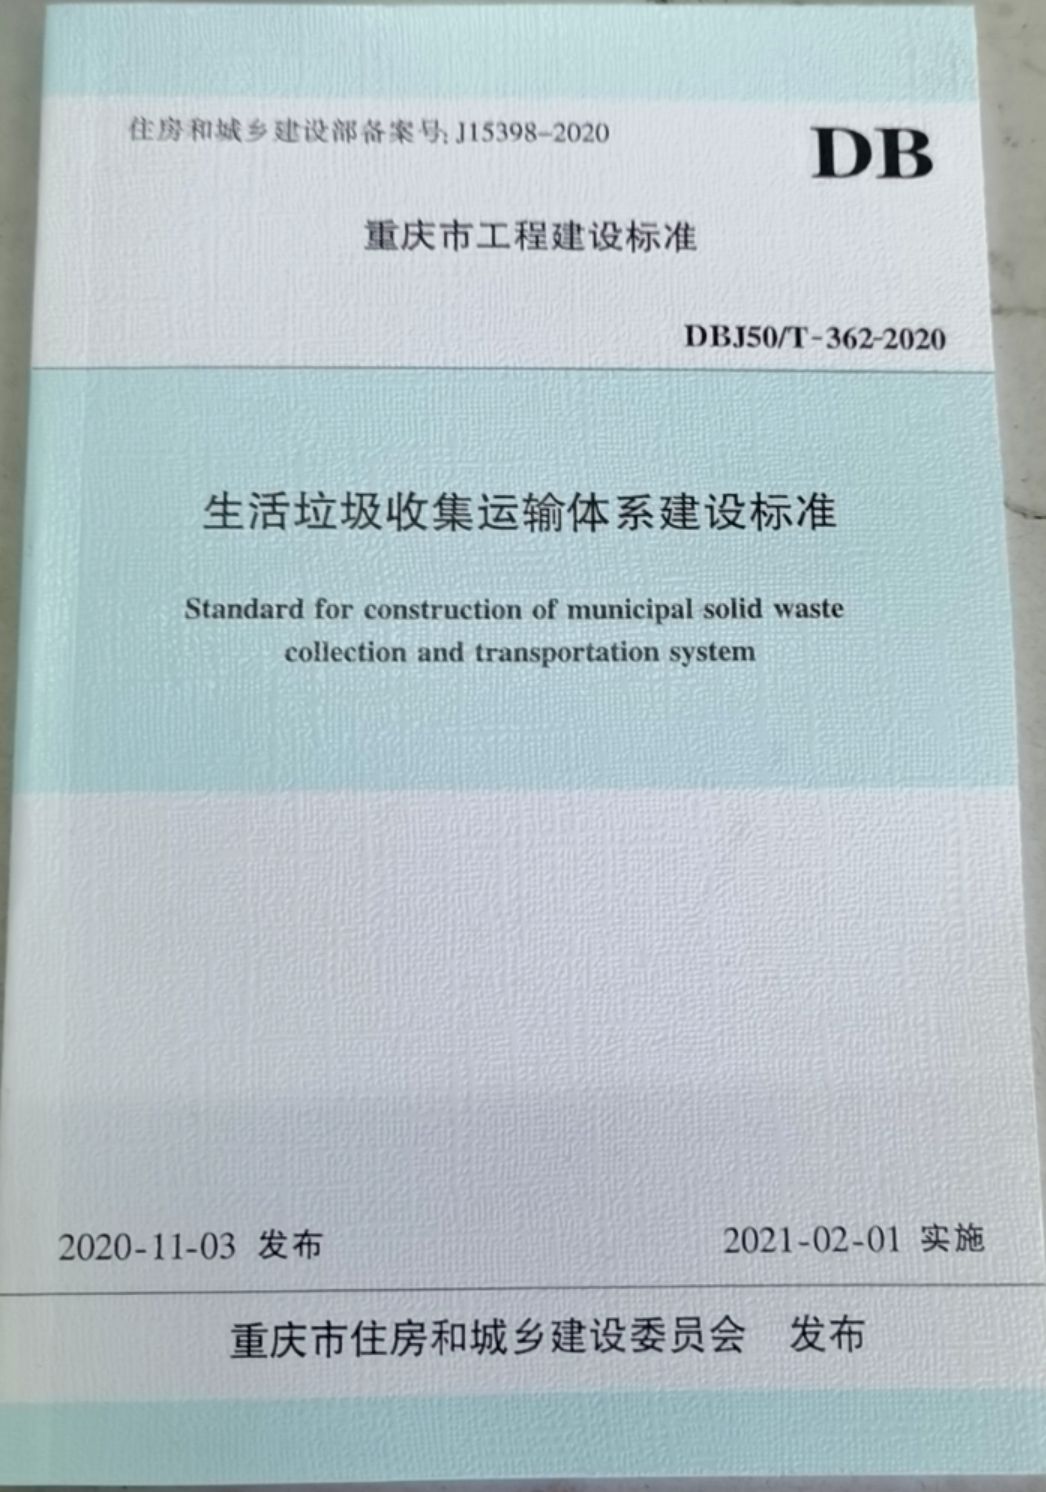 住房和城乡建设部备案号: J15398-2020
DB
重庆市工程建设标准
DBJ50/T-362-2020
生活垃圾收集运输体系建设标准
Standard for construction of municipal solid waste
collection and transportation system
2020-11-03 发布
2021-02-01 实施
重庆市住房和城乡建设委员会 发布